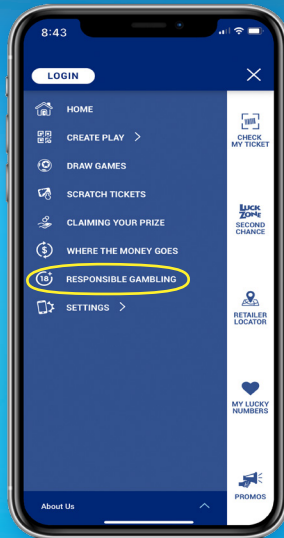 8:43
LOGIN
HOME
CREATE PLAY >
DRAW GAMES
SCRATCH TICKETS
CLAIMING YOUR PRIZE
$
WHERE THE MONEY GOES
18+
RESPONSIBLE GAMBLING
SETTINGS >
About Us
CHECK
MY TICKET
LUCK
ZONE
SECOND
CHANCE
RETAILER
LOCATOR
MY LUCKY
NUMBERS
PROMOS